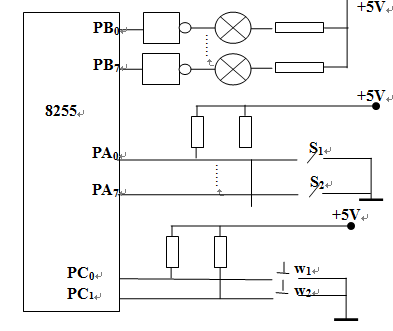 +5V
PB0
PB7
8255
+5V
PA0
S1
PA7
S2
+5V
PC0
w1
PC1
w2